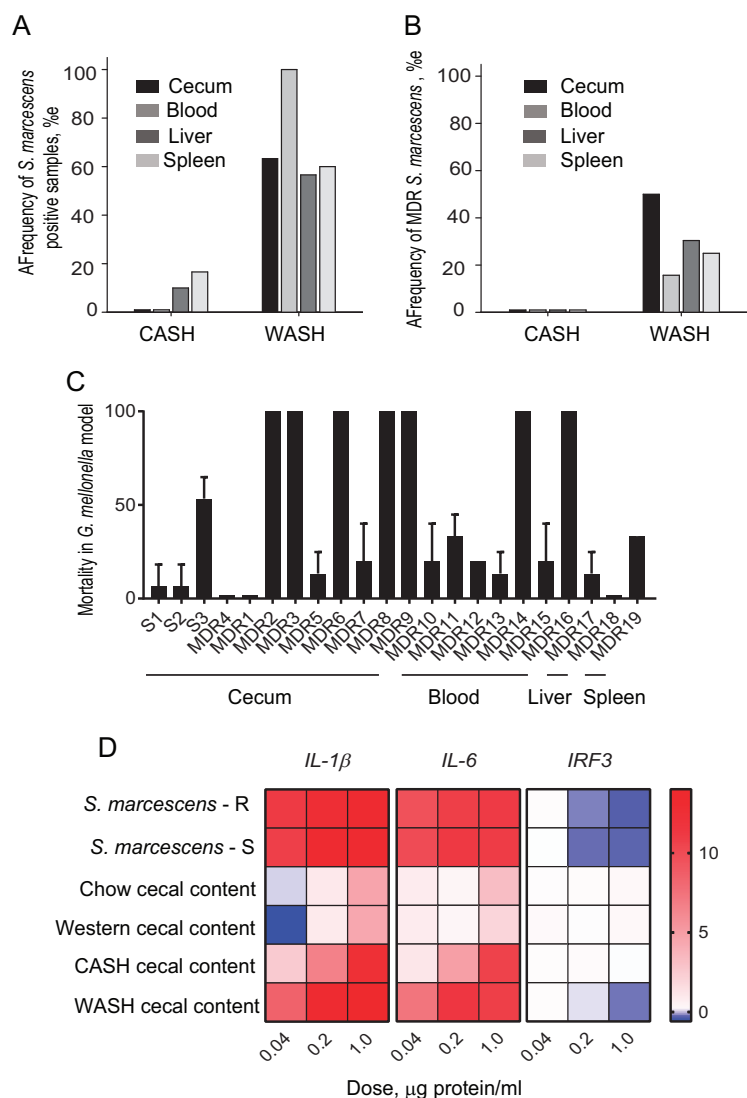 A
AFrequency of S. marcescens
positive samples, %e
100
80
60
40
20
0
Cecum
Blood
Liver
Spleen
CASH
WASH
B
AFrequency of MDR S. marcescens , %e
100
80
60
40
20
0
Cecum
Blood
Liver
Spleen
CASH
WASH
C
Mortality in G. mellonella model
100
50
0
S1
S2
S3
MDR4
MDR1
MDR2
MDR3
MDR5
MDR6
MDR7
MDR8
MDR9
MDR10
MDR11
MDR12
MDR13
MDR14
MDR15
MDR16
MDR17
MDR18
MDR19
Cecum
Blood
Liver
Spleen
D
IL-1β
IL-6
IRF3
S. marcescens - R
S. marcescens - S
Chow cecal content
Western cecal content
CASH cecal content
WASH cecal content
0.04
0.2
1.0
0.04
0.2
1.0
0.04
0.2
1.0
10
5
0
Dose, μg protein/ml